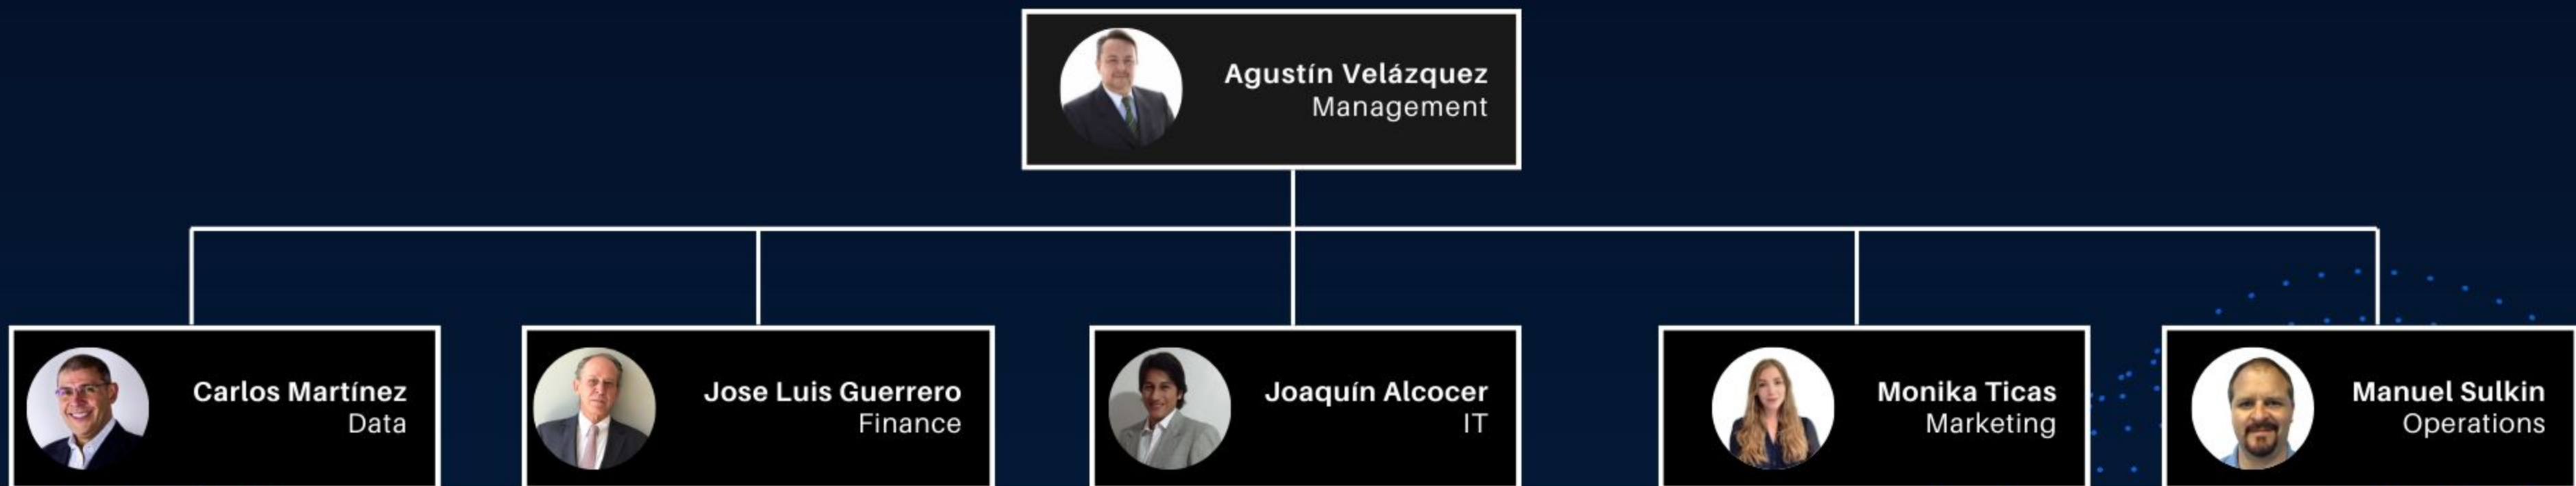 Agustín Velázquez
Management
Carlos Martínez
Data
Jose Luis Guerrero
Finance
Joaquín Alcocer
IT
Monika Ticas
Marketing
Manuel Sulkin
Operations